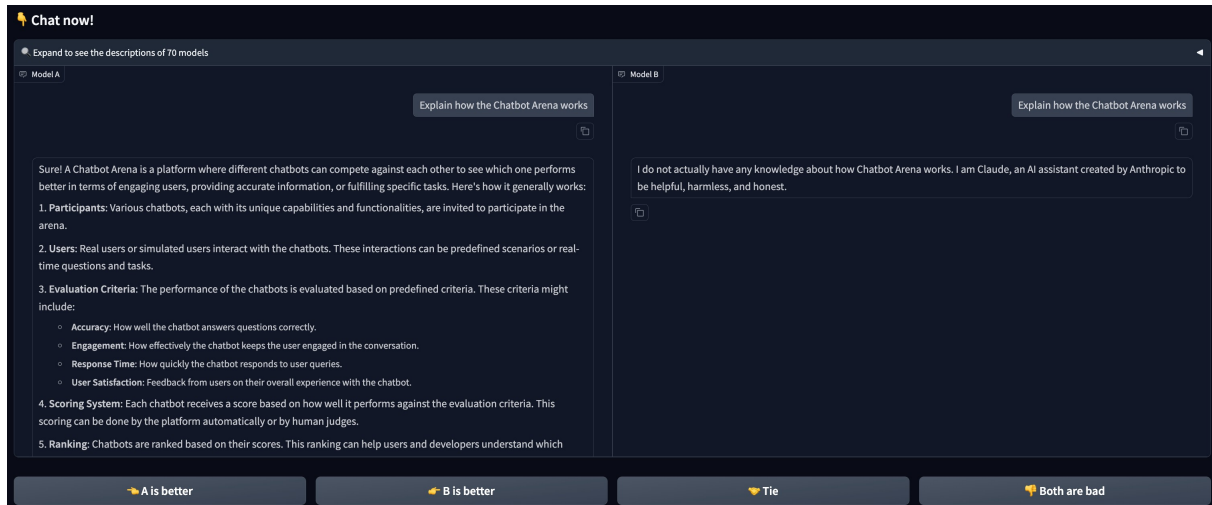 👇 Chat now!
🔍 Expand to see the descriptions of 70 models
Model A
Explain how the Chatbot Arena works
Sure! A Chatbot Arena is a platform where different chatbots can compete against each other to see which one performs
better in terms of engaging users, providing accurate information, or fulfilling specific tasks. Here's how it generally works:
1. Participants: Various chatbots, each with its unique capabilities and functionalities, are invited to participate in the
arena.
2. Users: Real users or simulated users interact with the chatbots. These interactions can be predefined scenarios or real-
time questions and tasks.
3. Evaluation Criteria: The performance of the chatbots is evaluated based on predefined criteria. These criteria might
include:
◦ Accuracy: How well the chatbot answers questions correctly.
◦ Engagement: How effectively the chatbot keeps the user engaged in the conversation.
◦ Response Time: How quickly the chatbot responds to user queries.
◦ User Satisfaction: Feedback from users on their overall experience with the chatbot.
4. Scoring System: Each chatbot receives a score based on how well it performs against the evaluation criteria. This
scoring can be done by the platform automatically or by human judges.
5. Ranking: Chatbots are ranked based on their scores. This ranking can help users and developers understand which
Model B
Explain how the Chatbot Arena works
I do not actually have any knowledge about how Chatbot Arena works. I am Claude, an AI assistant created by Anthropic to
be helpful, harmless, and honest.
👈 A is better
👉 B is better
🤝 Tie
👎 Both are bad